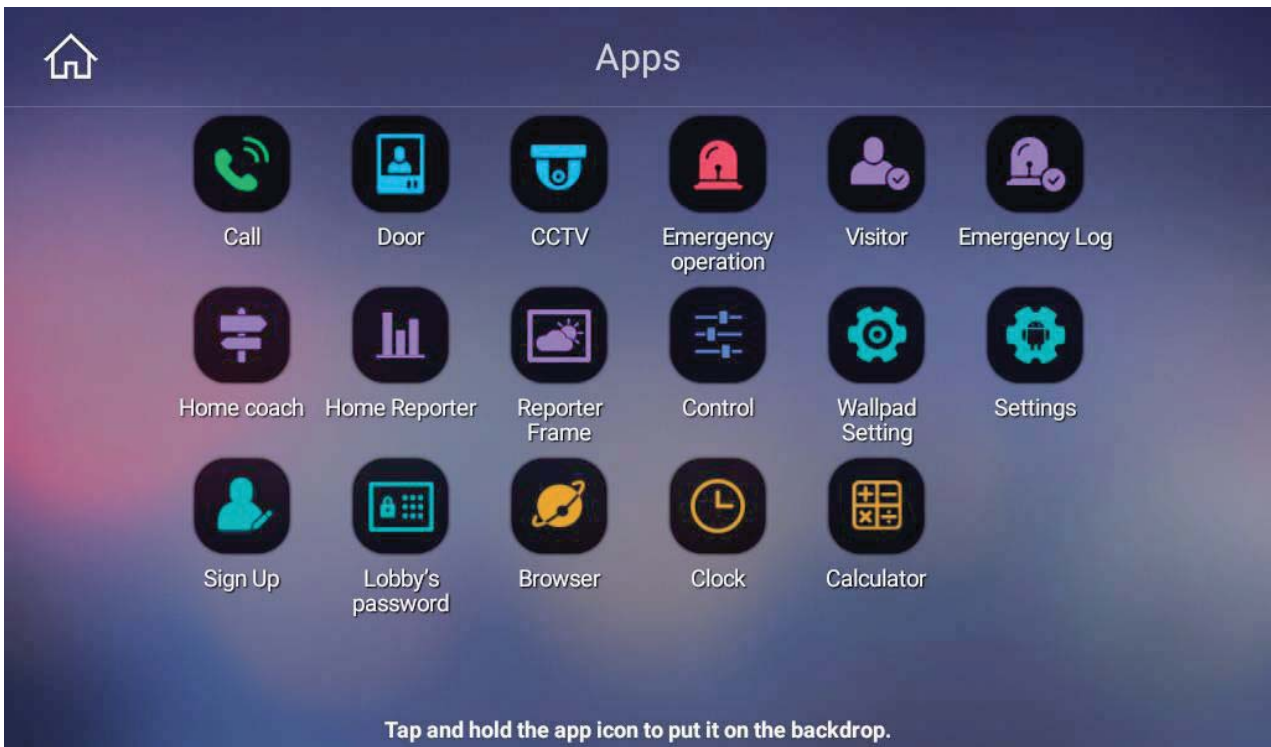 Apps
Call
Door
CCTV
Emergency
operation
Visitor
Emergency Log
Home coach
Home Reporter
Reporter
Frame
Control
Wallpad
Setting
Settings
Sign Up
Lobby's
password
Browser
Clock
Calculator
Tap and hold the app icon to put it on the backdrop.